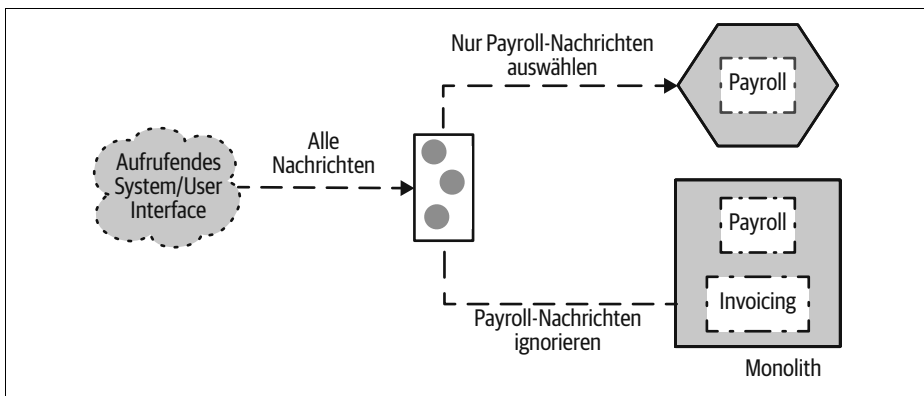 Nur Payroll-Nachrichten
auswählen
Payroll
Alle
Nachrichten
Aufrufendes
System/User
Interface
Payroll
Invoicing
Payroll-Nachrichten
ignorieren
Monolith